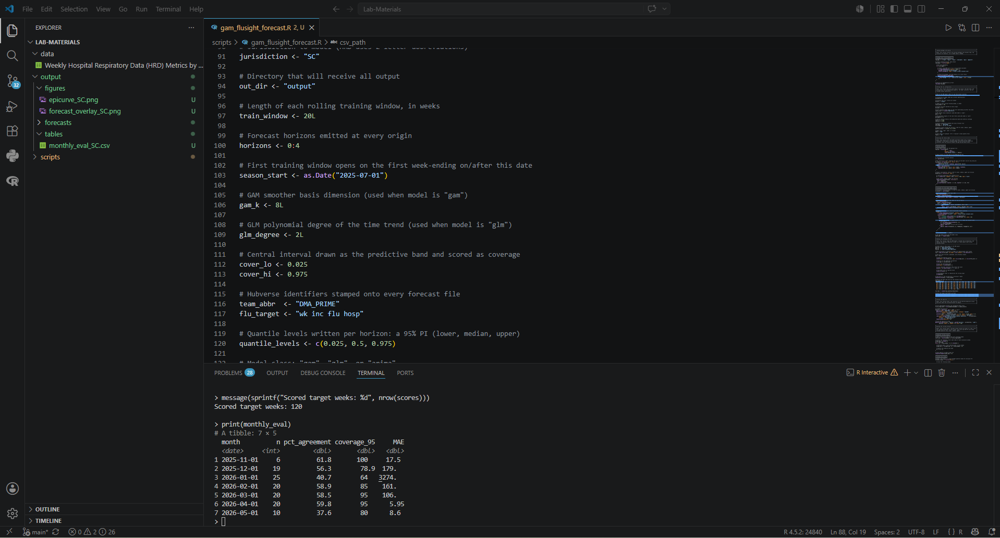 File Edit Selection View Go Run Terminal Help
Lab-Materials
EXPLORER
LAB-MATERIALS
data
Weekly Hospital Respiratory Data (HRD) Metrics by ...
output
figures
epicurve_SC.png U
forecast_overlay_SC.png U
forecasts
tables
monthly_eval_SC.csv U
scripts
32
OUTLINE
TIMELINE
gam_flusight_forecast.R 2, U
scripts > gam_flusight_forecast.R > abc csv_path
90 # Jurisdiction to model (HRD uses 2-letter abbreviations)
91 jurisdiction <- "SC"
92
93 # Directory that will receive all output
94 out_dir <- "output"
95
96 # Length of each rolling training window, in weeks
97 train_window <- 20L
98
99 # Forecast horizons emitted at every origin
100 horizons <- 0:4
101
102 # First training window opens on the first week-ending on/after this date
103 season_start <- as.Date("2025-07-01")
104
105 # GAM smoother basis dimension (used when model is "gam")
106 gam_k <- 8L
107
108 # GLM polynomial degree of the time trend (used when model is "glm")
109 glm_degree <- 2L
110
111 # Central interval drawn as the predictive band and scored as coverage
112 cover_lo <- 0.025
113 cover_hi <- 0.975
114
115 # Hubverse identifiers stamped onto every forecast file
116 team_abbr  <- "DMA_PRIME"
117 flu_target <- "wk inc flu hosp"
118
119 # Quantile levels written per horizon: a 95% PI (lower, median, upper)
120 quantile_levels <- c(0.025, 0.5, 0.975)
121
122 # Model class: "gam", "glm", or "arima"
PROBLEMS 28 OUTPUT DEBUG CONSOLE TERMINAL PORTS
R Interactive
> message(sprintf("Scored target weeks: %d", nrow(scores)))
Scored target weeks: 120
> print(monthly_eval)
# A tibble: 7 × 5
month n pct_agreement coverage_95 MAE
<date> <int> <dbl> <dbl> <dbl>
1 2025-11-01 6 61.8 100 17.5
2 2025-12-01 19 56.3 78.9 179.
3 2026-01-01 25 40.7 64 3274.
4 2026-02-01 20 58.9 85 161.
5 2026-03-01 20 58.5 95 106.
6 2026-04-01 20 59.8 95 5.95
7 2026-05-01 10 37.6 80 8.6
>
main* 0 2 26
R 4.5.2: 24840 Ln 88, Col 19 Spaces: 2 UTF-8 LF {} R